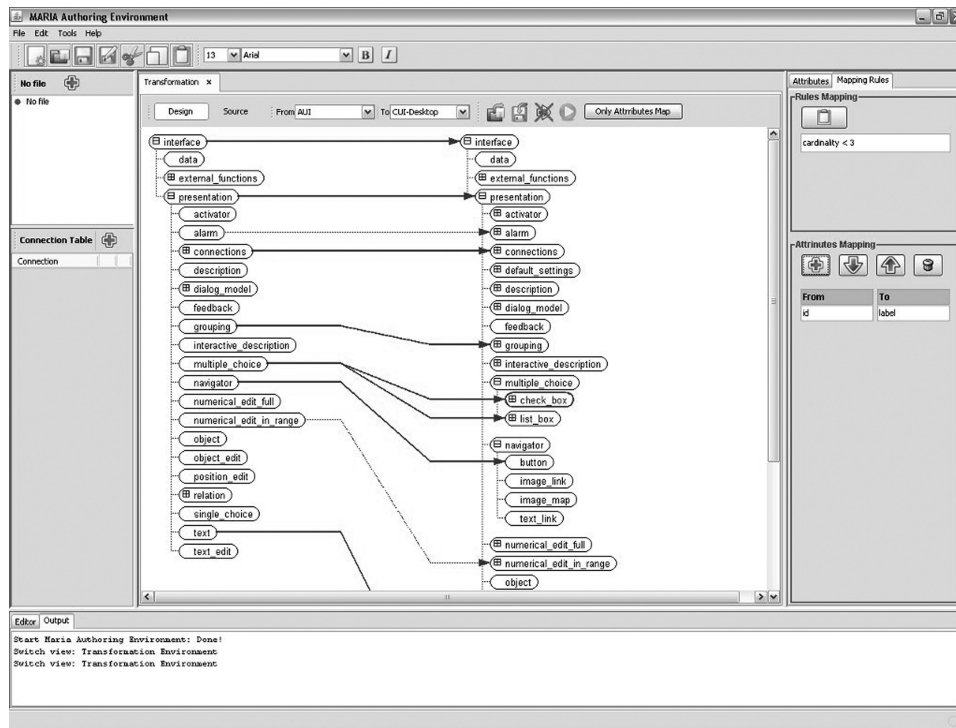 MARIA Authoring Environment
File Edit Tools Help
13 Arial B I
No file
No file
Connection Table
Connection
Transformation x
Design Source From AUI To CUI-Desktop Only Attributes Map
interface
data
external_functions
presentation
activator
alarm
connections
description
dialog_model
feedback
grouping
interactive_description
multiple_choice
navigator
numerical_edit_full
numerical_edit_in_range
object
object_edit
position_edit
relation
single_choice
text
text_edit
interface
data
external_functions
presentation
activator
alarm
connections
default_settings
description
dialog_model
feedback
grouping
interactive_description
multiple_choice
check_box
list_box
navigator
button
image_link
image_map
text_link
numerical_edit_full
numerical_edit_in_range
object
Attributes Mapping Rules
Rules Mapping
cardinality < 3
Attrinutes Mapping
From To
id label
Editor Output
Start Maria Authoring Environment: Done!
Switch view: Transformation Environment
Switch view: Transformation Environment